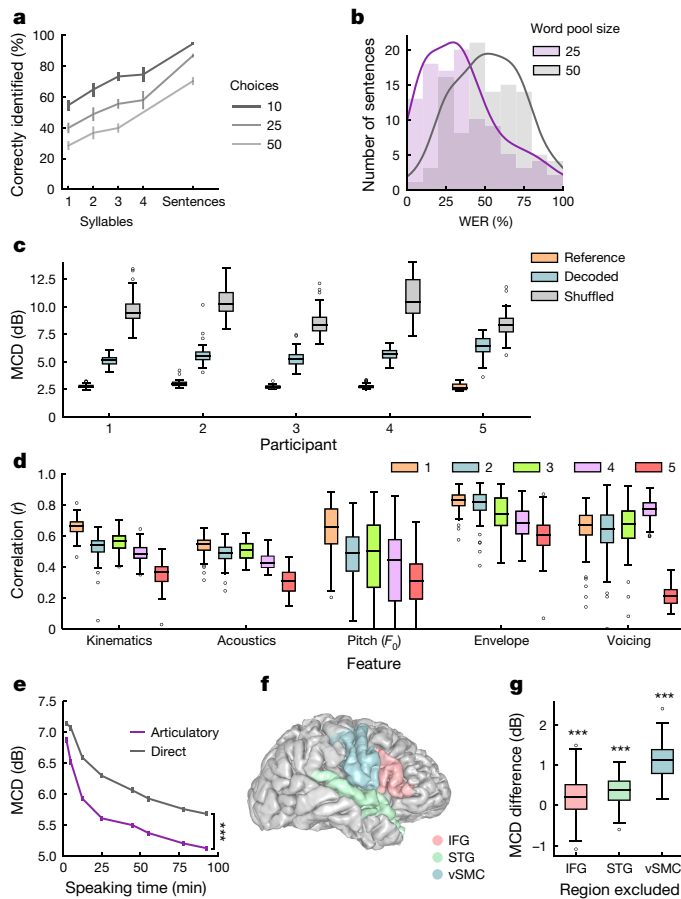 a
Correctly identified (%)
100
80
60
40
20
0
1 2 3 4 Sentences
Syllables
Choices
10
25
50
b
Number of sentences
20
15
10
5
0
0 25 50 75 100
WER (%)
Word pool size
25
50
c
MCD (dB)
12.5
10.0
7.5
5.0
2.5
0
1 2 3 4 5
Participant
Reference
Decoded
Shuffled
d
Correlation (r)
1.0
0.8
0.6
0.4
0.2
0
1 2 3 4 5
Kinematics Acoustics Pitch (F0) Envelope Voicing
Feature
e
MCD (dB)
7.5
7.0
6.5
6.0
5.5
5.0
0 20 40 60 80 100
Speaking time (min)
Articulatory
Direct
***
f
IFG
STG
vSMC
g
MCD difference (dB)
2
1
0
−1
*** *** ***
IFG STG vSMC
Region excluded